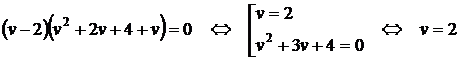 (v−2)(v²+2v+4+v)=0 ⇔ [v=2
v²+3v+4=0 ⇔ v=2